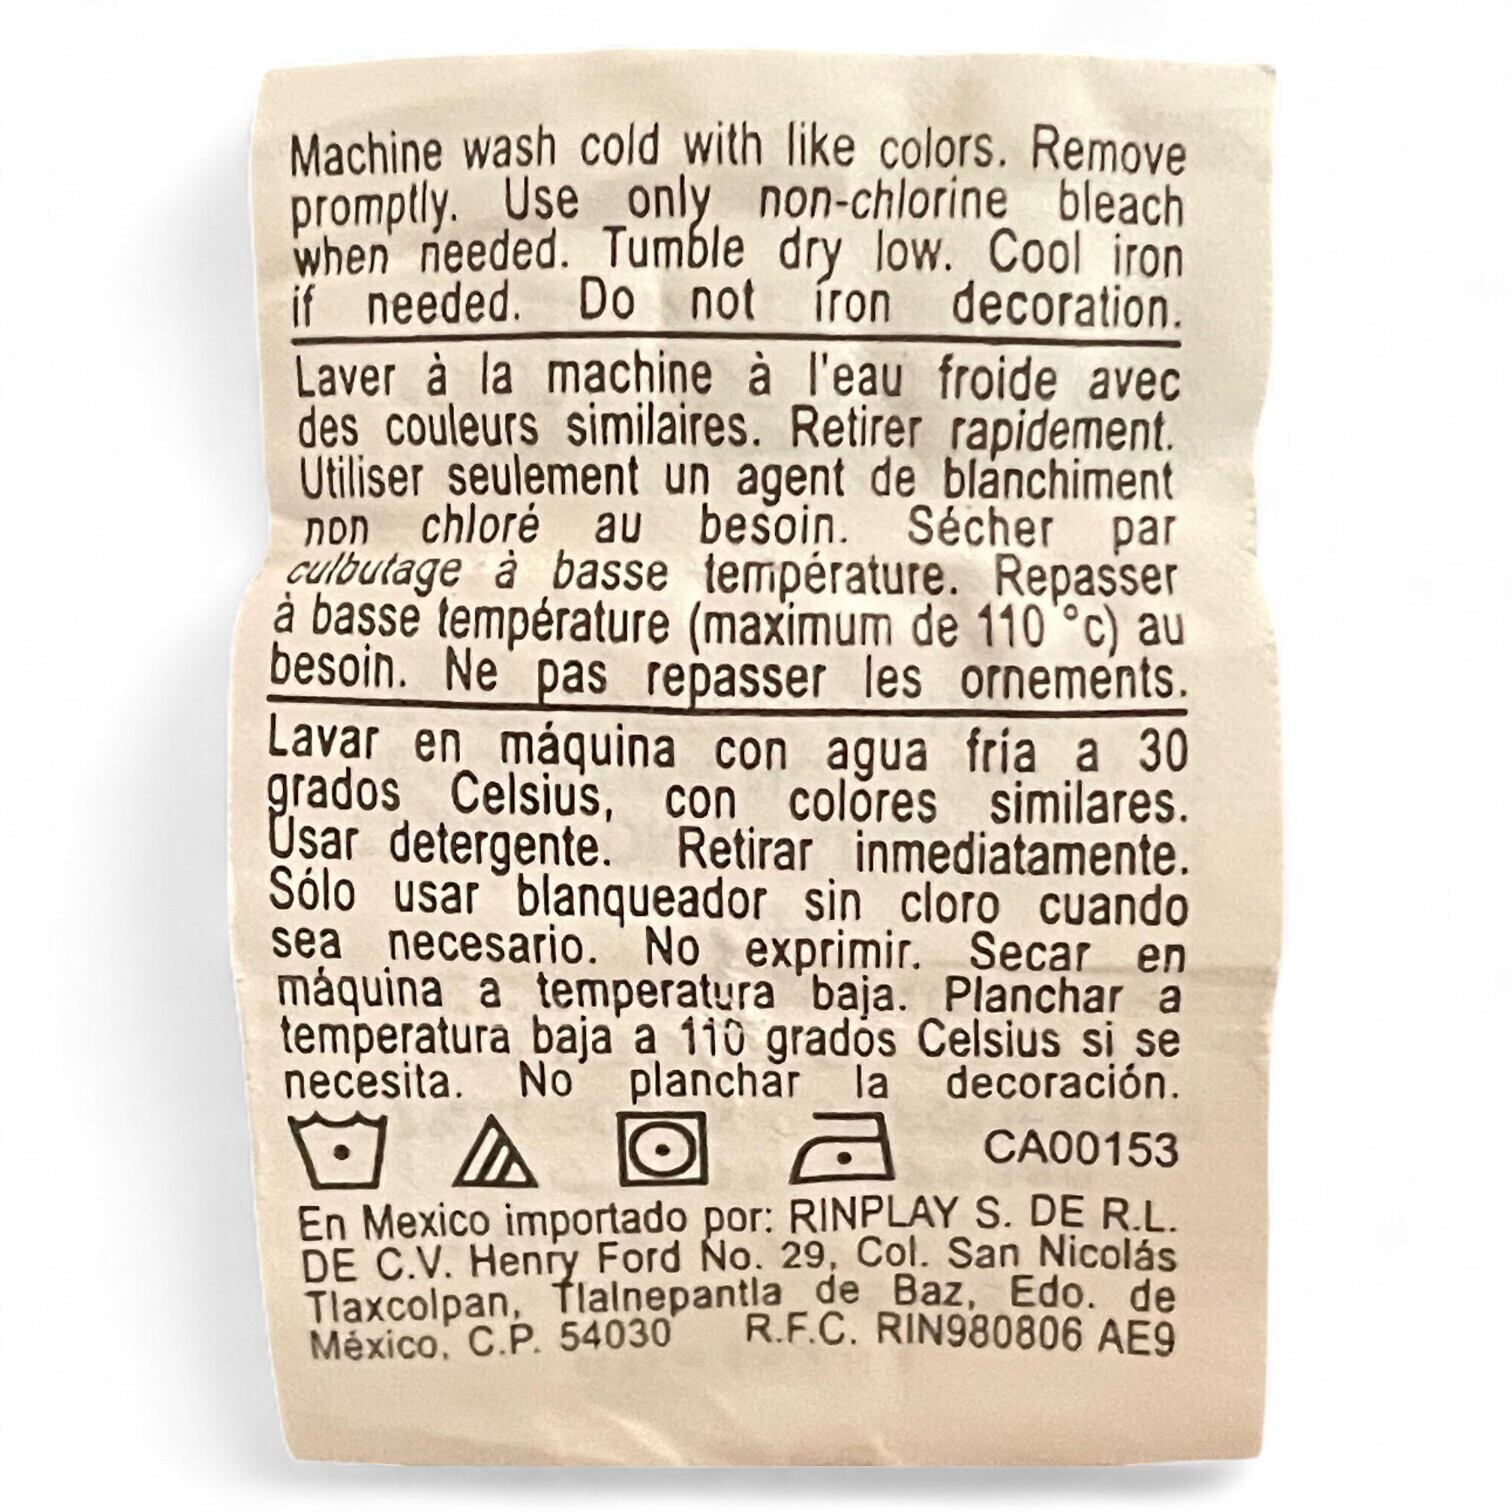 Machine wash cold with like colors. Remove
promptly. Use only non-chlorine bleach
when needed. Tumble dry low. Cool iron
if needed. Do not iron decoration.
Laver à la machine à l'eau froide avec
des couleurs similaires. Retirer rapidement.
Utiliser seulement un agent de blanchiment
non chloré au besoin. Sécher par
culbutage à basse température. Repasser
à basse température (maximum de 110 °c) au
besoin. Ne pas repasser les ornements.
Lavar en máquina con agua fría a 30
grados Celsius, con colores similares.
Usar detergente. Retirar inmediatamente.
Sólo usar blanqueador sin cloro cuando
sea necesario. No exprimir. Secar en
máquina a temperatura baja. Planchar a
temperatura baja a 110 grados Celsius si se
necesita. No planchar la decoración.
CA00153
En Mexico importado por: RINPLAY S. DE R.L.
DE C.V. Henry Ford No. 29, Col. San Nicolás
Tlaxcolpan, Tlalnepantla de Baz, Edo. de
México, C.P. 54030 R.F.C. RIN980806 AE9